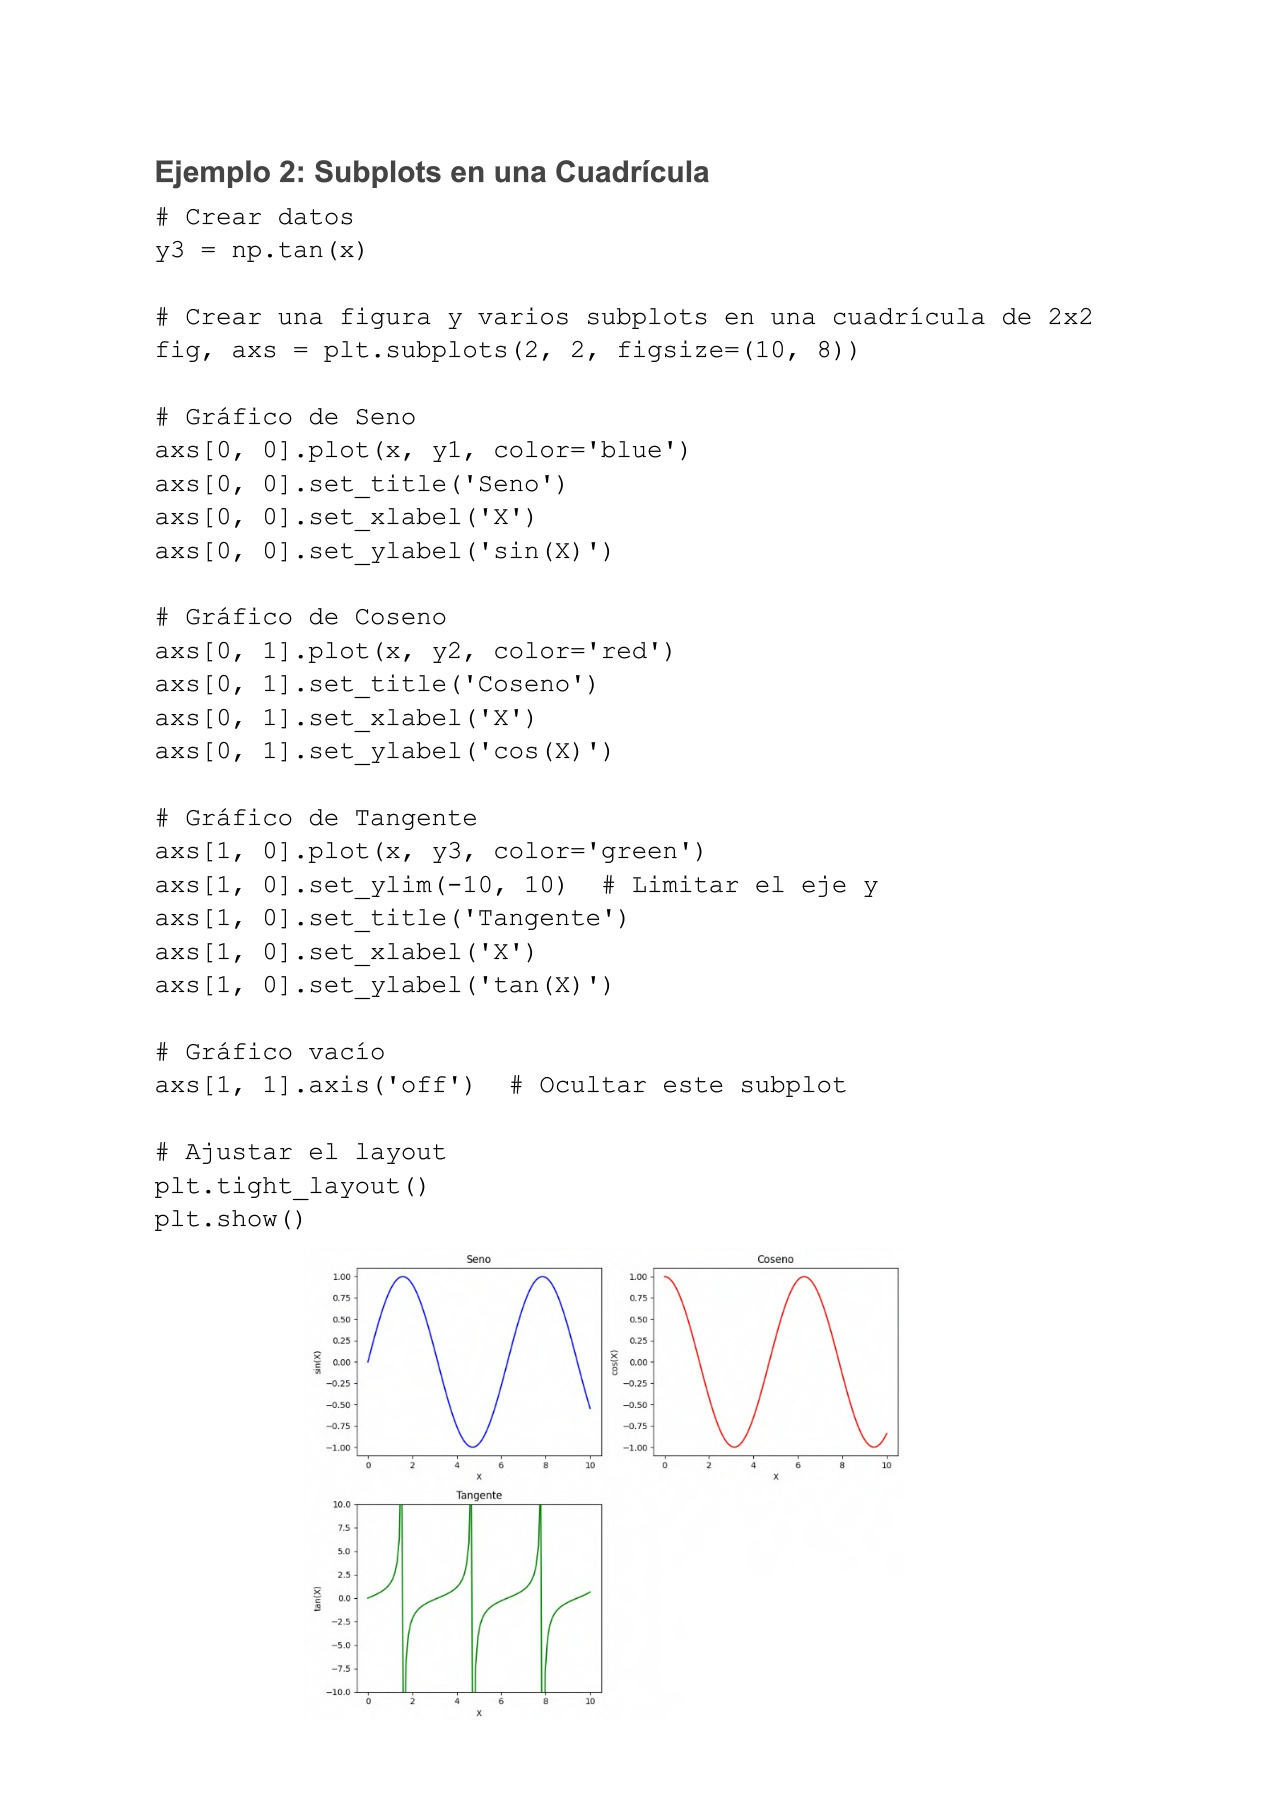 Ejemplo 2: Subplots en una Cuadrícula
# Crear datos
y3 = np.tan(x)
# Crear una figura y varios subplots en una cuadrícula de 2x2
fig, axs = plt.subplots(2, 2, figsize=(10, 8))
# Gráfico de Seno
axs[0, 0].plot(x, y1, color='blue')
axs[0, 0].set_title('Seno')
axs[0, 0].set_xlabel('X')
axs[0, 0].set_ylabel('sin(X)')
# Gráfico de Coseno
axs[0, 1].plot(x, y2, color='red')
axs[0, 1].set_title('Coseno')
axs[0, 1].set_xlabel('X')
axs[0, 1].set_ylabel('cos(X)')
# Gráfico de Tangente
axs[1, 0].plot(x, y3, color='green')
axs[1, 0].set_ylim(-10, 10)  # Limitar el eje y
axs[1, 0].set_title('Tangente')
axs[1, 0].set_xlabel('X')
axs[1, 0].set_ylabel('tan(X)')
# Gráfico vacío
axs[1, 1].axis('off')  # Ocultar este subplot
# Ajustar el layout
plt.tight_layout()
plt.show()
Seno
1.00
0.75
0.50
0.25
0.00
−0.25
−0.50
−0.75
−1.00
sin(X)
0 2 4 6 8 10
X
Coseno
1.00
0.75
0.50
0.25
0.00
−0.25
−0.50
−0.75
−1.00
cos(X)
0 2 4 6 8 10
X
Tangente
10.0
7.5
5.0
2.5
0.0
−2.5
−5.0
−7.5
−10.0
tan(X)
0 2 4 6 8 10
X